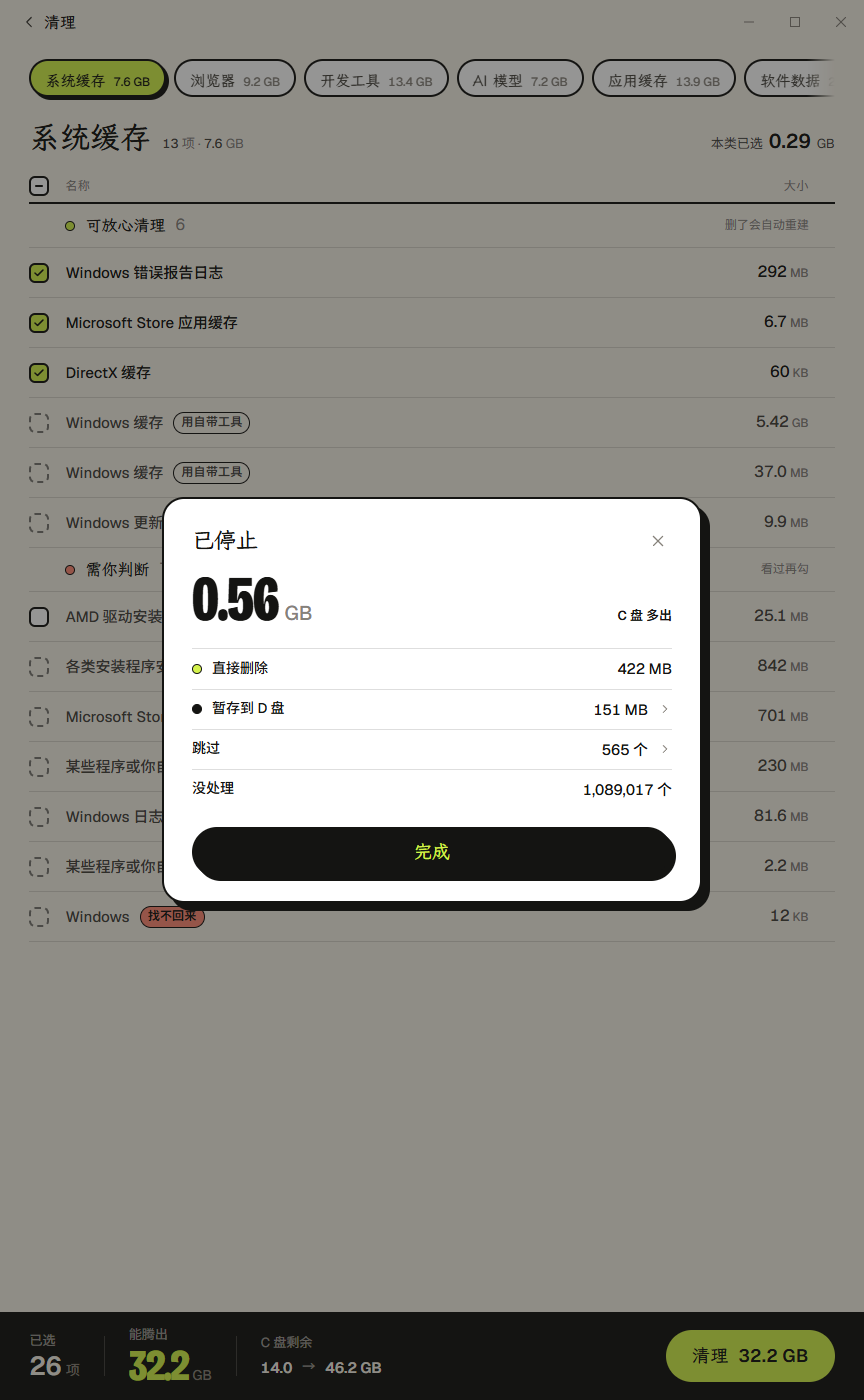 清理
系统缓存 7.6 GB 浏览器 9.2 GB 开发工具 13.4 GB AI 模型 7.2 GB 应用缓存 13.9 GB 软件数据
系统缓存 13 项 · 7.6 GB 本类已选 0.29 GB
名称 大小
可放心清理 6 删了会自动重建
Windows 错误报告日志 292 MB
Microsoft Store 应用缓存 6.7 MB
DirectX 缓存 60 KB
Windows 缓存 用自带工具 5.42 GB
Windows 缓存 用自带工具 37.0 MB
Windows 更新 9.9 MB
需你判断 看过再勾
AMD 驱动安装 25.1 MB
各类安装程序 842 MB
Microsoft Sto 701 MB
某些程序或你 230 MB
Windows 日志 81.6 MB
某些程序或你 2.2 MB
Windows 找不回来 12 KB
已停止
0.56 GB C 盘 多出
直接删除 422 MB
暂存到 D 盘 151 MB
跳过 565 个
没处理 1,089,017 个
完成
已选 能腾出 C 盘剩余
26 项 32.2 GB 14.0 → 46.2 GB
清理 32.2 GB